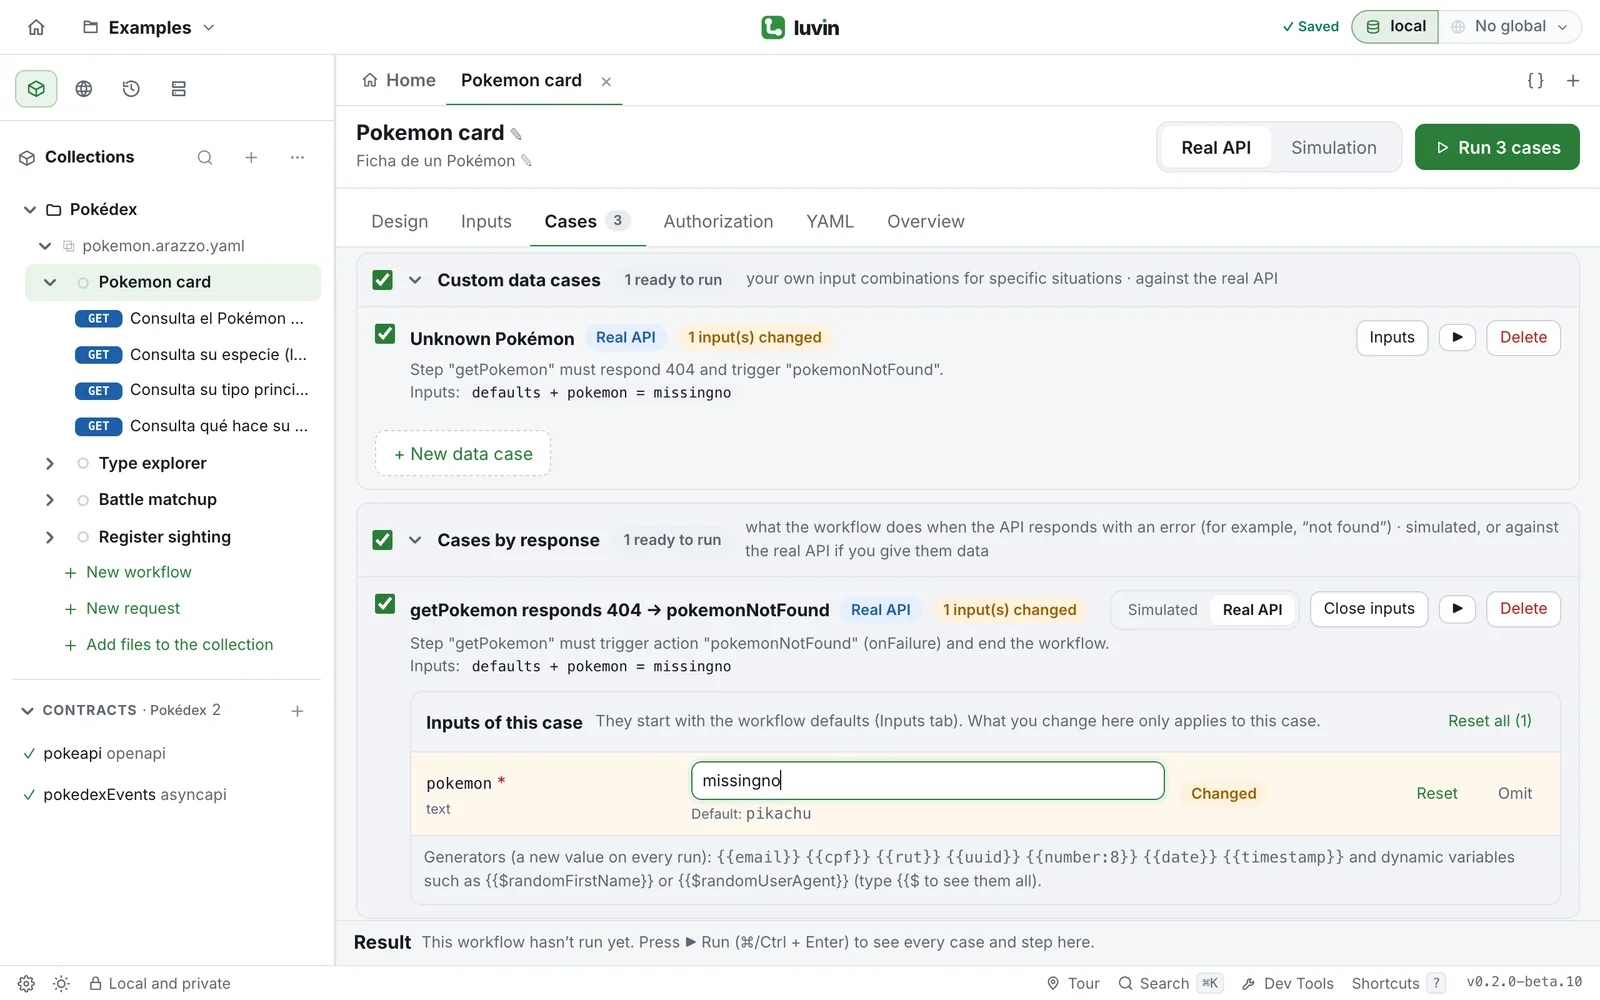 Examples
luvin
Saved
local
No global
Home
Pokemon card
Pokemon card
Ficha de un Pokémon
Real API
Simulation
Run 3 cases
Collections
Pokédex
pokemon.arazzo.yaml
Pokemon card
GET Consulta el Pokémon ...
GET Consulta su especie (l...
GET Consulta su tipo princi...
GET Consulta qué hace su ...
Type explorer
Battle matchup
Register sighting
+ New workflow
+ New request
+ Add files to the collection
CONTRACTS · Pokédex 2
pokeapi openapi
pokedexEvents asyncapi
Design
Inputs
Cases 3
Authorization
YAML
Overview
Custom data cases 1 ready to run your own input combinations for specific situations · against the real API
Unknown Pokémon Real API 1 input(s) changed
Inputs
Delete
Step "getPokemon" must respond 404 and trigger "pokemonNotFound".
Inputs: defaults + pokemon = missingno
+ New data case
Cases by response 1 ready to run
what the workflow does when the API responds with an error (for example, “not found”) · simulated, or against
the real API if you give them data
getPokemon responds 404 → pokemonNotFound Real API 1 input(s) changed
Simulated
Real API
Close inputs
Delete
Step "getPokemon" must trigger action "pokemonNotFound" (onFailure) and end the workflow.
Inputs: defaults + pokemon = missingno
Inputs of this case They start with the workflow defaults (Inputs tab). What you change here only applies to this case.
Reset all (1)
pokemon *
text
missingno
Default: pikachu
Changed
Reset
Omit
Generators (a new value on every run): {{email}} {{cpf}} {{rut}} {{uuid}} {{number:8}} {{date}} {{timestamp}} and dynamic variables
such as {{$randomFirstName}} or {{$randomUserAgent}} (type {{$ to see them all).
Result This workflow hasn’t run yet. Press ▶ Run (⌘/Ctrl + Enter) to see every case and step here.
Local and private
Tour
Search ⌘K
Dev Tools
Shortcuts ?
v0.2.0-beta.10